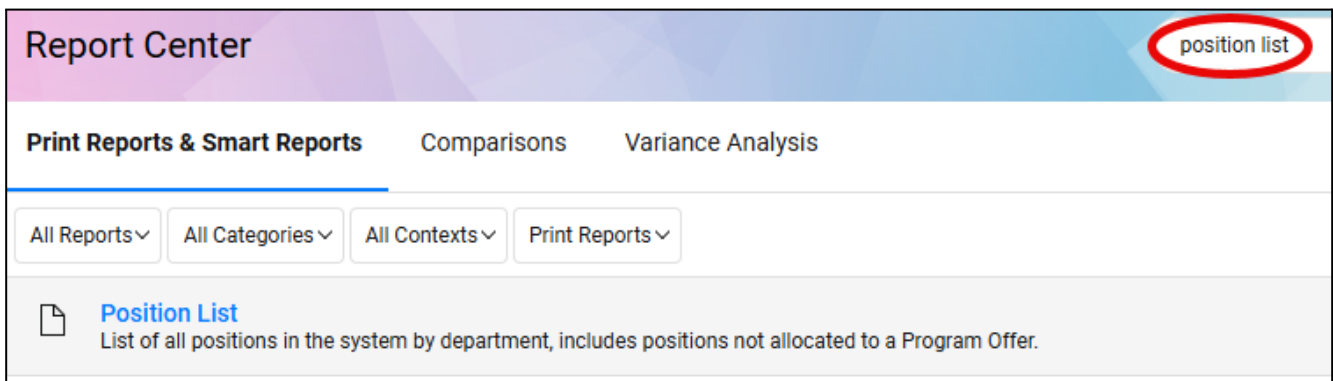 Report Center
position list
Print Reports & Smart Reports Comparisons Variance Analysis
All Reports All Categories All Contexts Print Reports
Position List
List of all positions in the system by department, includes positions not allocated to a Program Offer.